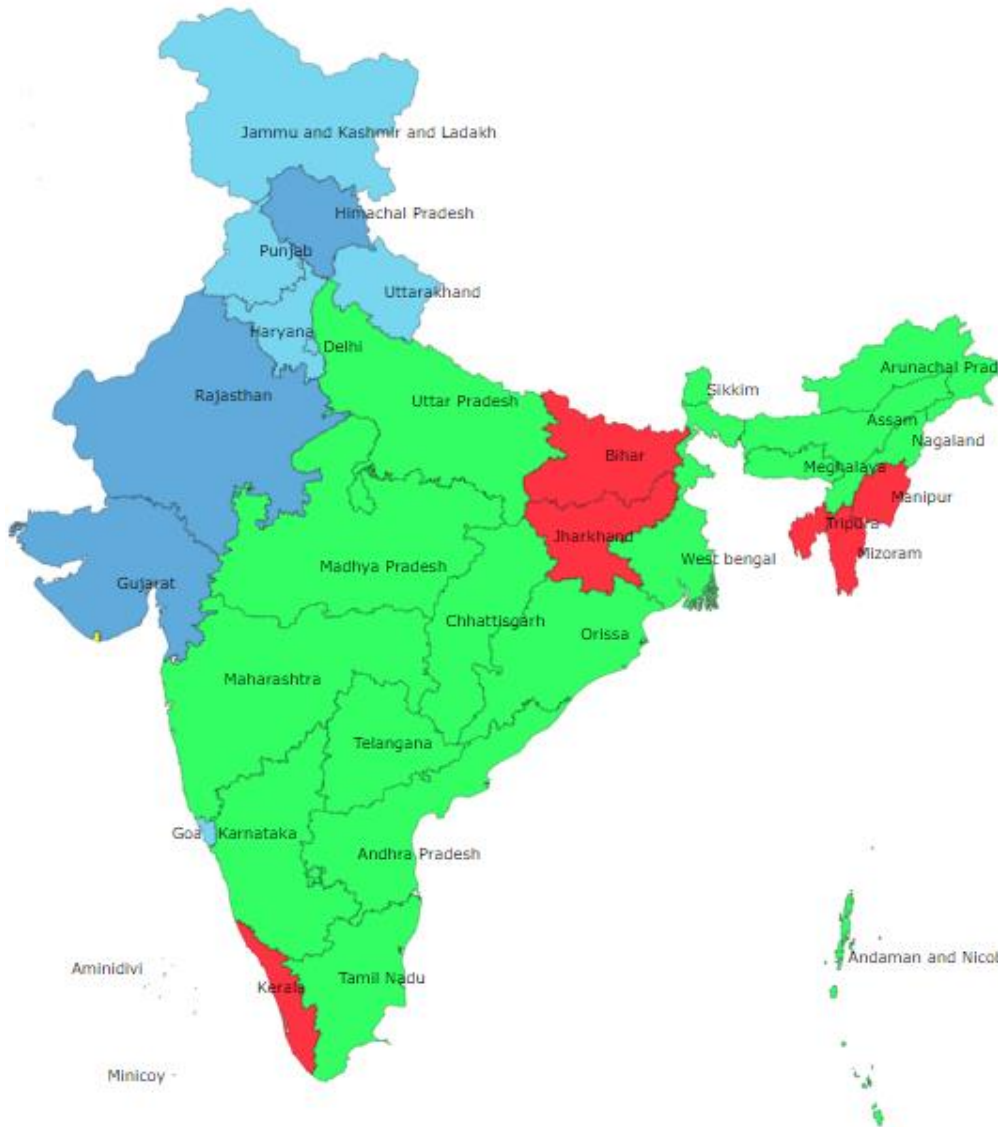 Jammu and Kashmir and Ladakh
Himachal Pradesh
Punjab
Uttarakhand
Haryana
Delhi
Rajasthan
Uttar Pradesh
Sikkim
Arunachal Prad
Assam
Nagaland
Bihar
Meghalaya
Manipur
Tripura
Jharkhand
Mizoram
West bengal
Madhya Pradesh
Gujarat
Chhattisgarh
Orissa
Maharashtra
Telangana
Goa
Karnataka
Andhra Pradesh
Andaman and Nicol
Aminidivi
Tamil Nadu
Kerala
Minicoy